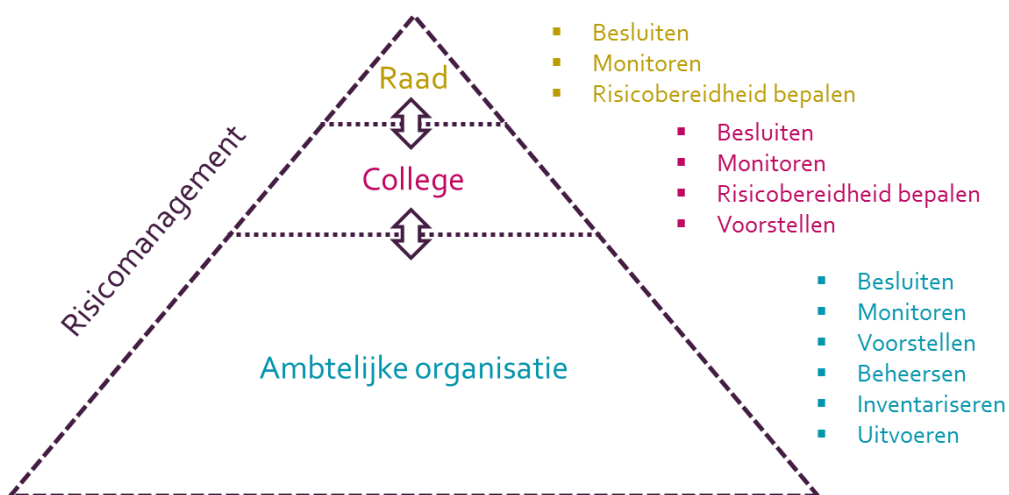 Raad
▪ Besluiten
▪ Monitoren
▪ Risicobereidheid bepalen
College
▪ Besluiten
▪ Monitoren
▪ Risicobereidheid bepalen
▪ Voorstellen
Risicomanagement
Ambtelijke organisatie
▪ Besluiten
▪ Monitoren
▪ Voorstellen
▪ Beheersen
▪ Inventariseren
▪ Uitvoeren